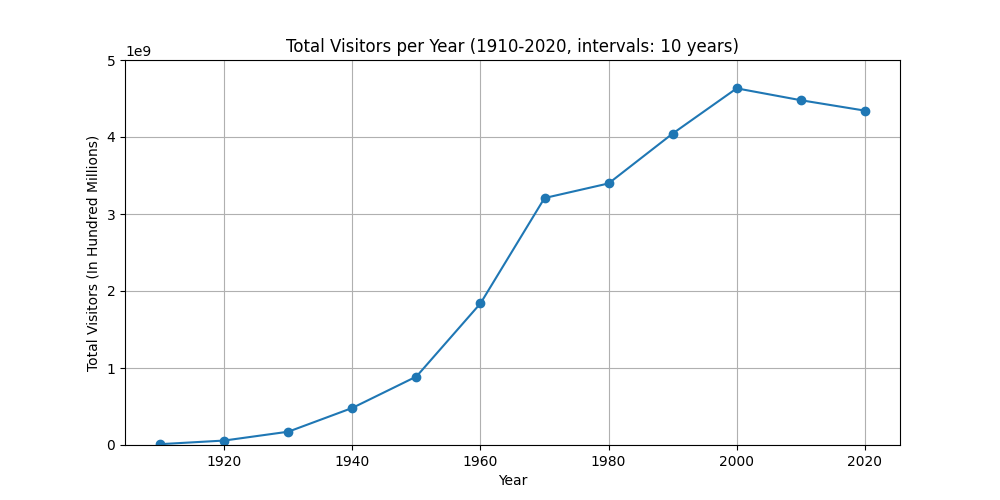 Total Visitors per Year (1910-2020, intervals: 10 years)
1e9
5
4
3
2
1
0
Total Visitors (In Hundred Millions)
1920 1940 1960 1980 2000 2020
Year